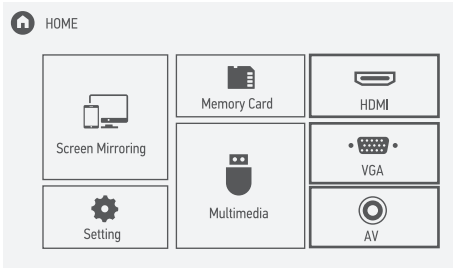 HOME
Screen Mirroring
Memory Card
HDMI
VGA
Setting
Multimedia
AV